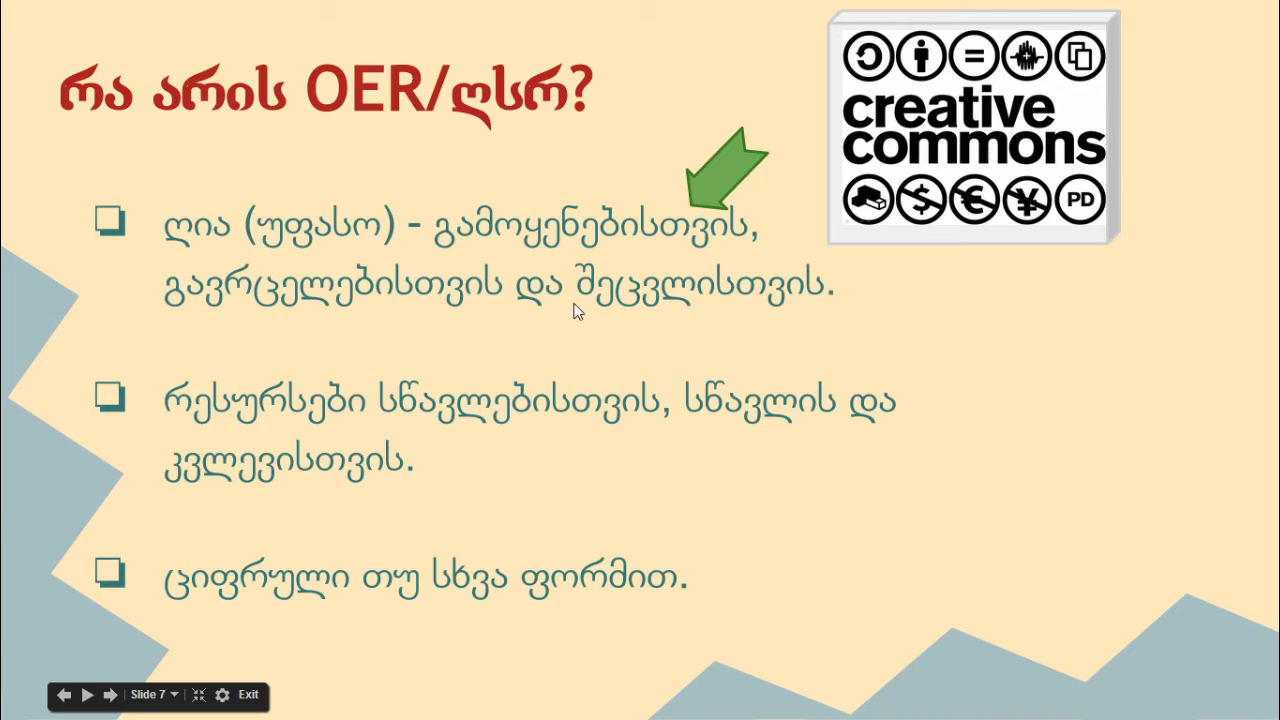 რა არის OER/ღსრ?
creative
commons
PD
ღია (უფასო) - გამოყენებისთვის,
გავრცელებისთვის და შეცვლისთვის.
რესურსები სწავლებისთვის, სწავლის და
კვლევისთვის.
ციფრული თუ სხვა ფორმით.
Slide 7
Exit